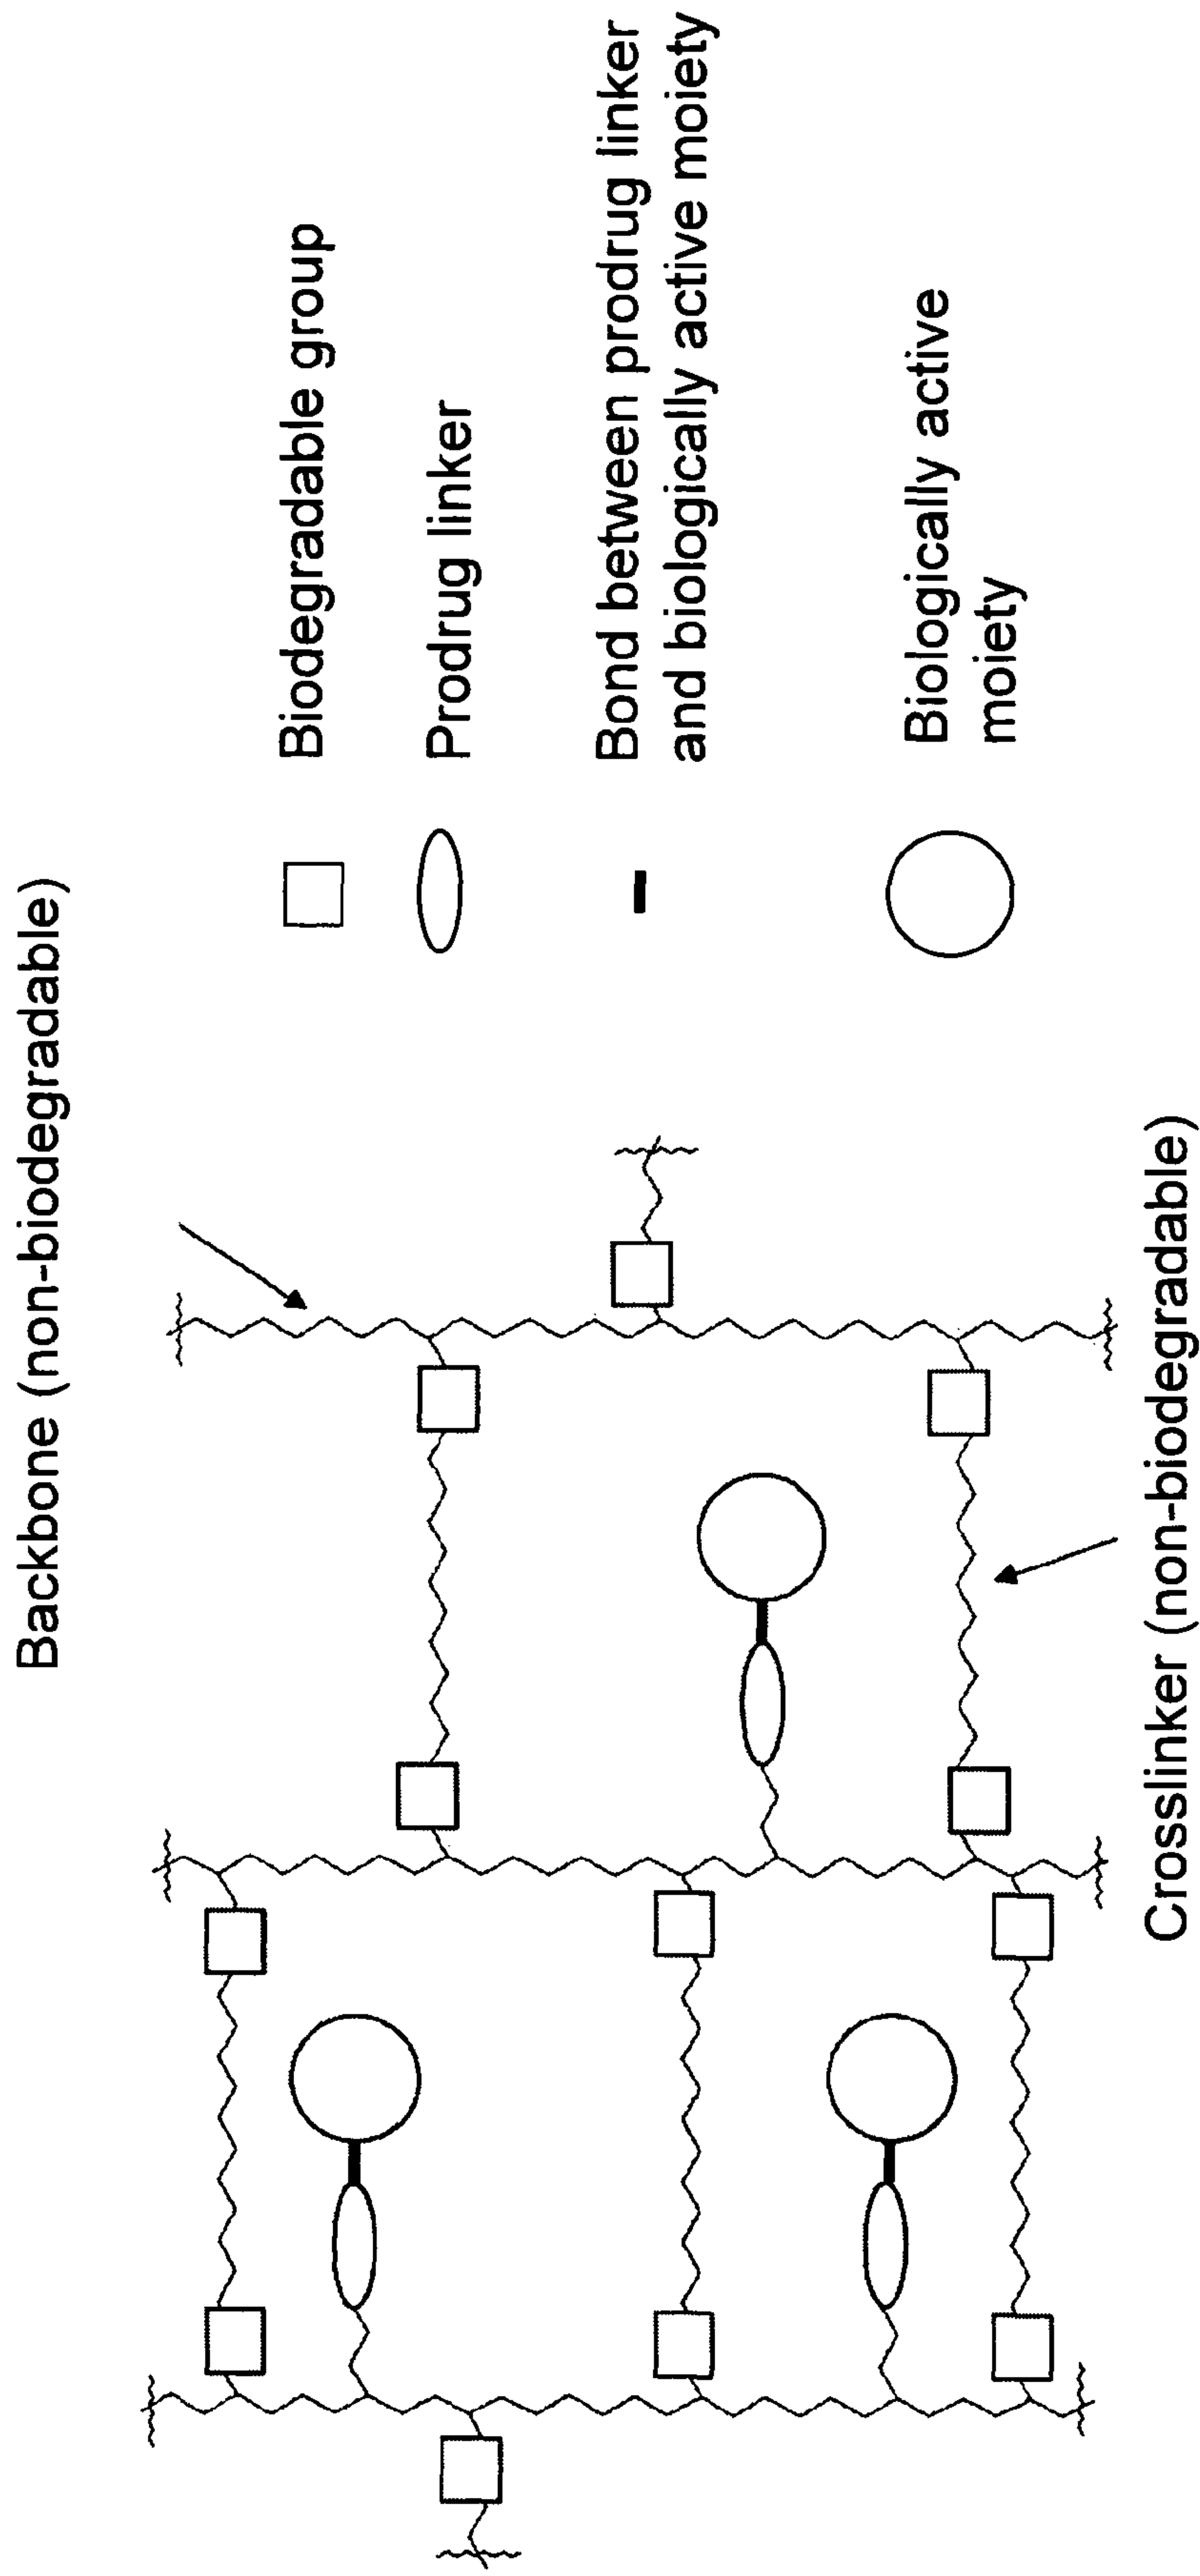 Backbone (non-biodegradable)
Biodegradable group
Prodrug linker
Bond between prodrug linker
and biologically active moiety
Biologically active
moiety
Crosslinker (non-biodegradable)